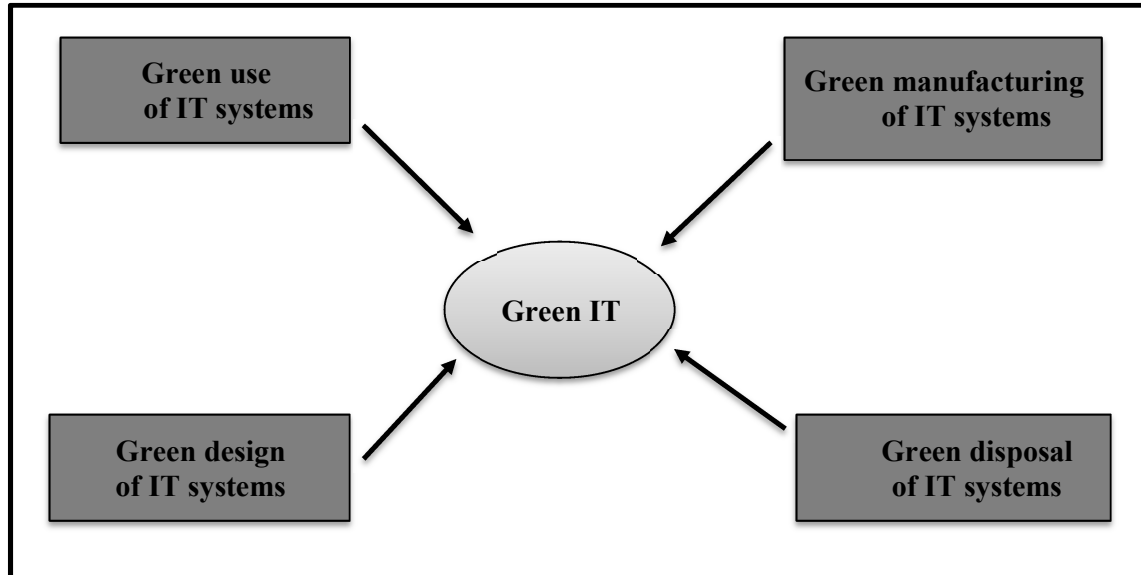 Green use
of IT systems
Green manufacturing
of IT systems
Green IT
Green design
of IT systems
Green disposal
of IT systems